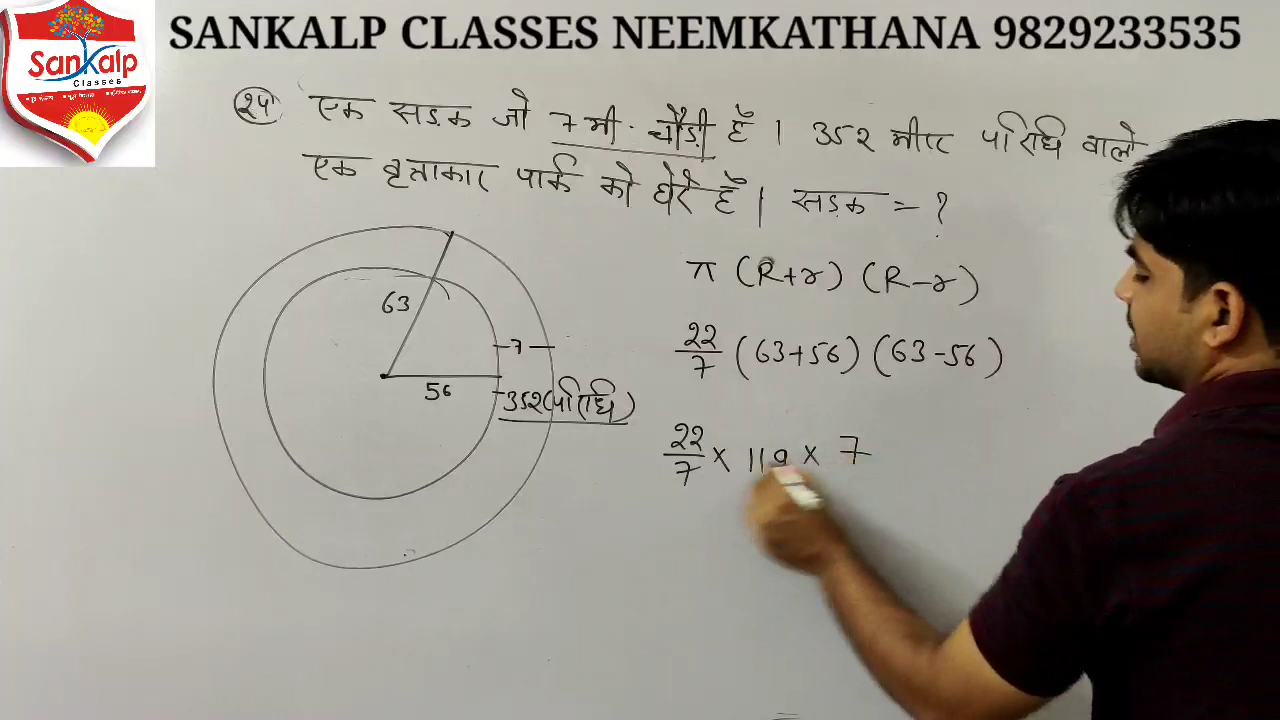 SANKALP CLASSES NEEMKATHANA 9829233535
Sankalp
Classes
२५ एक सड़क जो 7 मी. चौड़ी हैं । 352 मीटर परिधि वाले
एक वृत्ताकार पार्क को घेरे हैं । सड़क = ?
π (R+r) (R-r)
22/7 (63+56) (63-56)
22/7 × 119 × 7
63
7
56
352(परिधि)